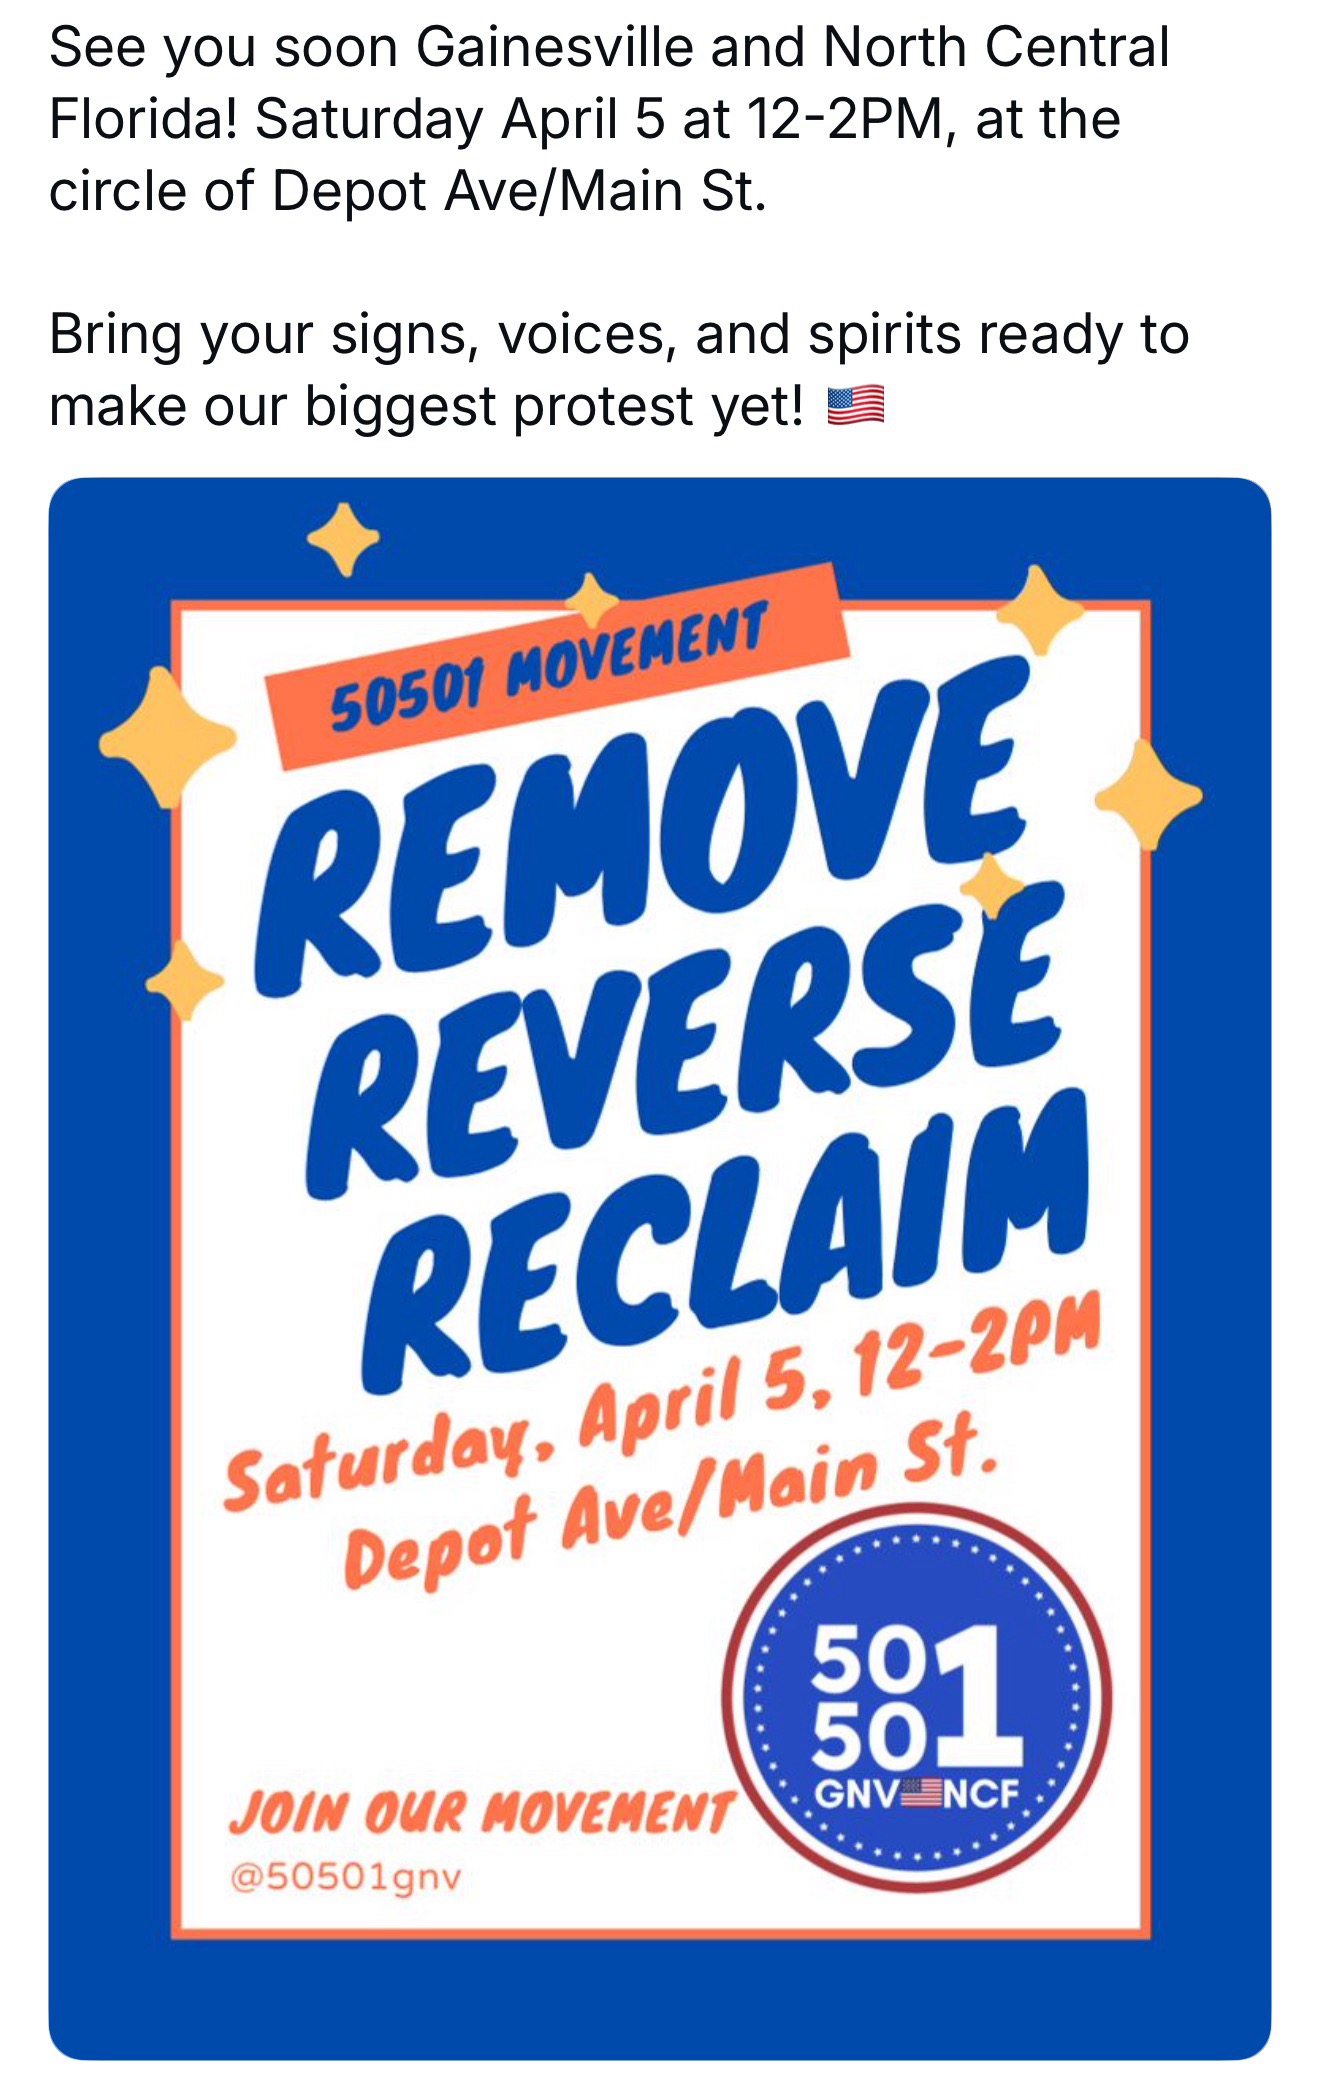 See you soon Gainesville and North Central
Florida! Saturday April 5 at 12-2PM, at the
circle of Depot Ave/Main St.
Bring your signs, voices, and spirits ready to
make our biggest protest yet! 🇺🇸
50501 MOVEMENT
REMOVE
REVERSE
RECLAIM
Saturday, April 5, 12-2PM
Depot Ave/Main St.
50
50
1
GNV NCF
JOIN OUR MOVEMENT
@50501gnv